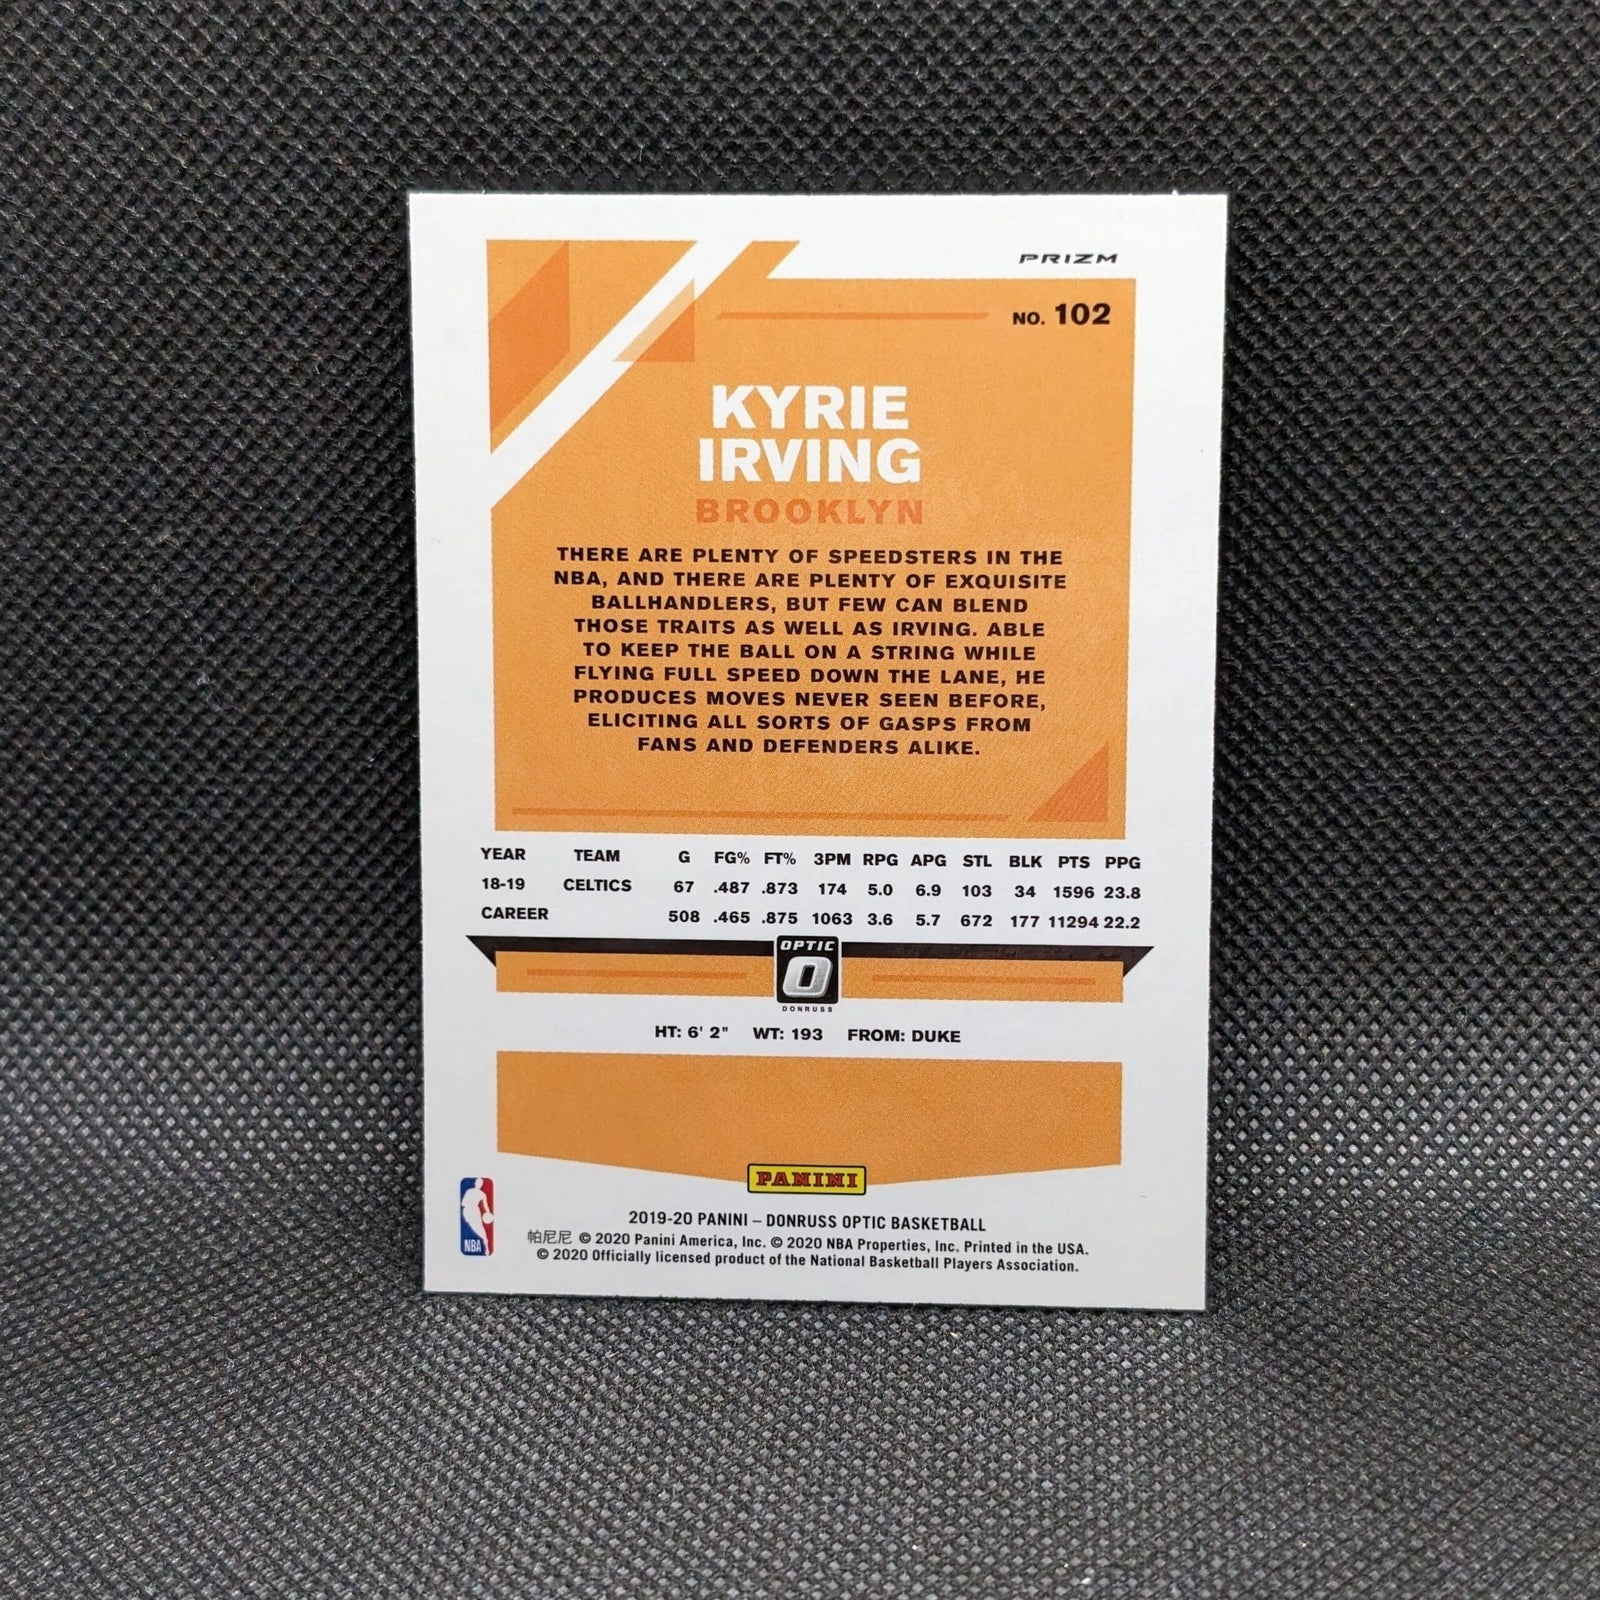 PRIZM
NO. 102
KYRIE
IRVING
BROOKLYN
THERE ARE PLENTY OF SPEEDSTERS IN THE
NBA, AND THERE ARE PLENTY OF EXQUISITE
BALLHANDLERS, BUT FEW CAN BLEND
THOSE TRAITS AS WELL AS IRVING. ABLE
TO KEEP THE BALL ON A STRING WHILE
FLYING FULL SPEED DOWN THE LANE, HE
PRODUCES MOVES NEVER SEEN BEFORE,
ELICITING ALL SORTS OF GASPS FROM
FANS AND DEFENDERS ALIKE.
YEAR TEAM G FG% FT% 3PM RPG APG STL BLK PTS PPG
18-19 CELTICS 67 .487 .873 174 5.0 6.9 103 34 1596 23.8
CAREER 508 .465 .875 1063 3.6 5.7 672 177 11294 22.2
OPTIC
O
DONRUSS
HT: 6' 2" WT: 193 FROM: DUKE
PANINI
NBA
2019-20 PANINI – DONRUSS OPTIC BASKETBALL
帕尼尼 © 2020 Panini America, Inc. © 2020 NBA Properties, Inc. Printed in the USA.
© 2020 Officially licensed product of the National Basketball Players Association.